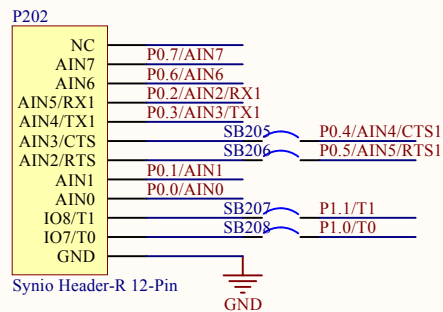 P202
NC
AIN7 P0.7/AIN7
AIN6 P0.6/AIN6
AIN5/RX1 P0.2/AIN2/RX1
AIN4/TX1 P0.3/AIN3/TX1
AIN3/CTS SB205 P0.4/AIN4/CTS1
AIN2/RTS SB206 P0.5/AIN5/RTS1
AIN1 P0.1/AIN1
AIN0 P0.0/AIN0
IO8/T1 SB207 P1.1/T1
IO7/T0 SB208 P1.0/T0
GND
Synio Header-R 12-Pin
GND